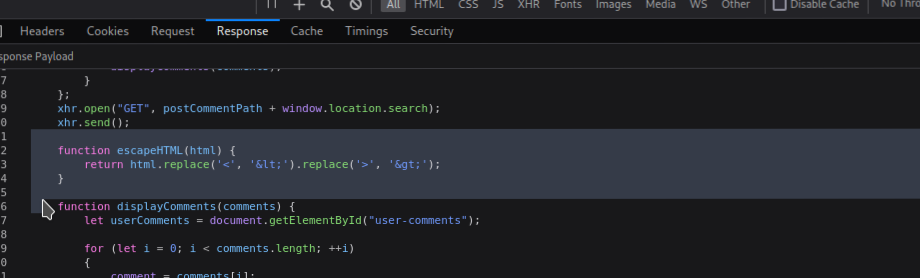 All HTML CSS JS XHR Fonts Images Media WS Other Disable Cache No Thro
Headers Cookies Request Response Cache Timings Security
sponse Payload
7 }
8 };
9 xhr.open("GET", postCommentPath + window.location.search);
0 xhr.send();
1
2 function escapeHTML(html) {
3 return html.replace('<', '&lt;').replace('>', '&gt;');
4 }
5
6 function displayComments(comments) {
7 let userComments = document.getElementById("user-comments");
8
9 for (let i = 0; i < comments.length; ++i)
0 {
1 comment = comments[i];